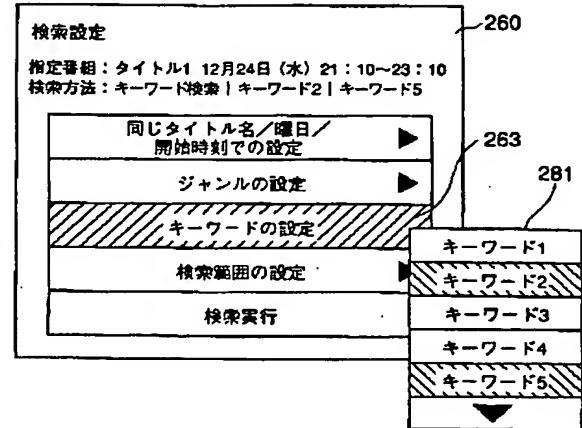 検索設定
260
指定番組：タイトル1 12月24日（水）21：10～23：10
検索方法：キーワード検索｜キーワード2｜キーワード5
同じタイトル名／曜日／
開始時刻での設定
263
ジャンルの設定
281
キーワードの設定
キーワード1
検索範囲の設定
キーワード2
検索実行
キーワード3
キーワード4
キーワード5